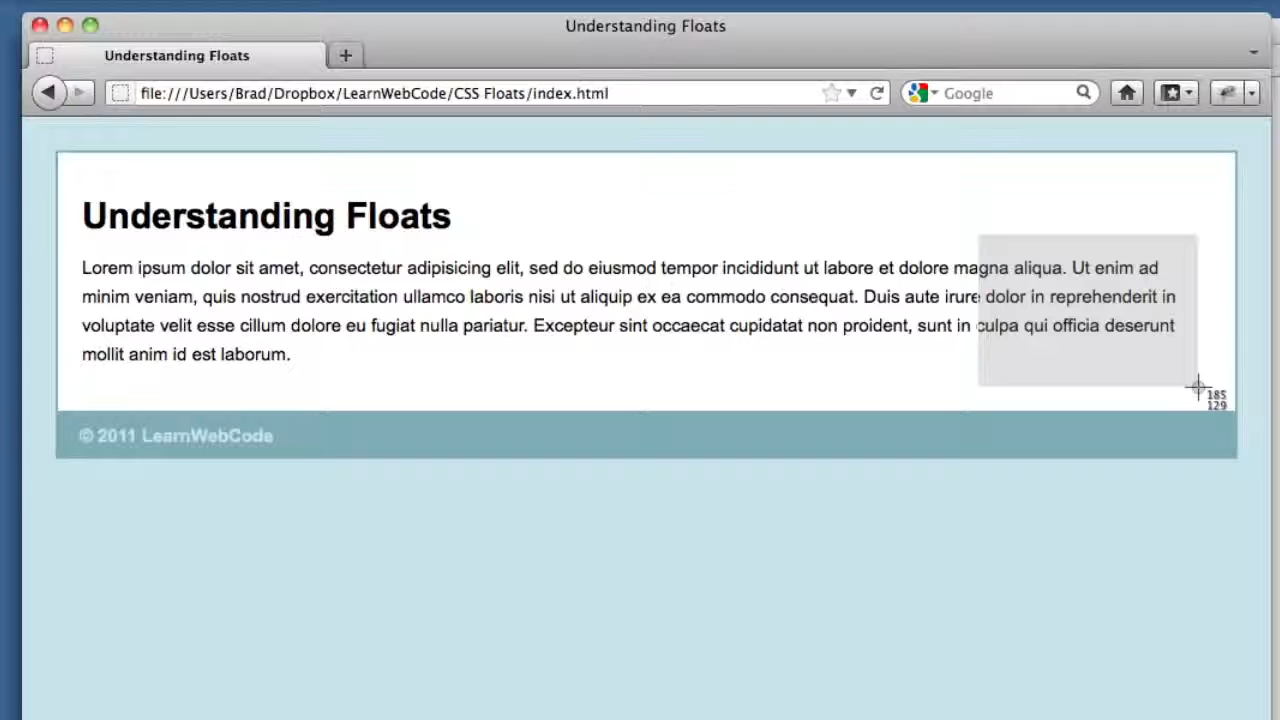 Understanding Floats
Understanding Floats
file:///Users/Brad/Dropbox/LearnWebCode/CSS Floats/index.html
Google
Understanding Floats
Lorem ipsum dolor sit amet, consectetur adipisicing elit, sed do eiusmod tempor incididunt ut labore et dolore magna aliqua. Ut enim ad
minim veniam, quis nostrud exercitation ullamco laboris nisi ut aliquip ex ea commodo consequat. Duis aute irure dolor in reprehenderit in
voluptate velit esse cillum dolore eu fugiat nulla pariatur. Excepteur sint occaecat cupidatat non proident, sunt in culpa qui officia deserunt
mollit anim id est laborum.
185
129
© 2011 LearnWebCode